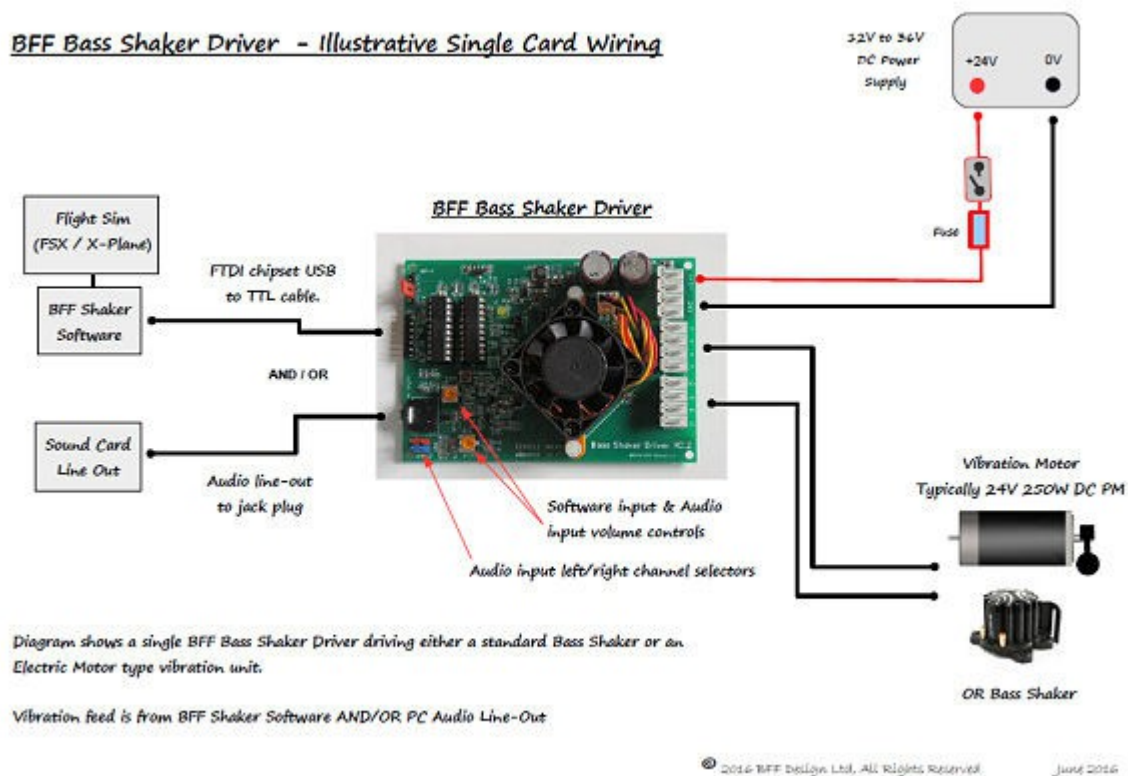 BFF Bass Shaker Driver - Illustrative Single Card Wiring
12V to 36V
DC Power
Supply
+24V
0V
Fuse
Flight Sim
(FSX / X-Plane)
BFF Shaker
Software
FTDI chipset USB
to TTL cable.
AND / OR
Sound Card
Line Out
Audio line-out
to jack plug
BFF Bass Shaker Driver
Bass Shaker Driver
Software input & Audio
input volume controls
Audio input left/right channel selectors
Vibration Motor
Typically 24V 250W DC PM
OR Bass Shaker
Diagram shows a single BFF Bass Shaker Driver driving either a standard Bass Shaker or an
Electric Motor type vibration unit.
Vibration feed is from BFF Shaker Software AND/OR PC Audio Line-Out
© 2016 BFF Design Ltd, All Rights Reserved
June 2016